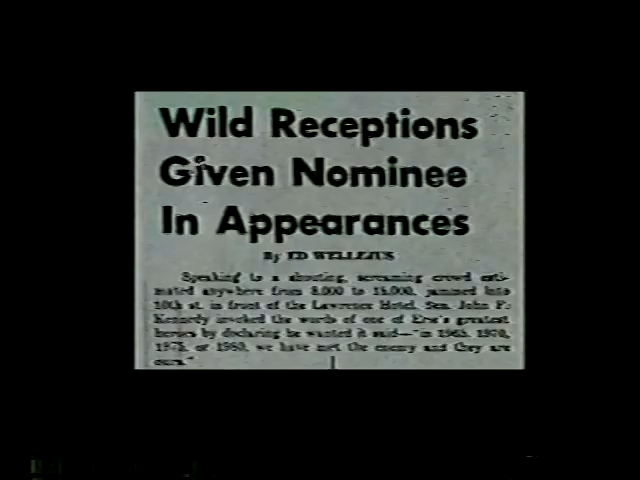 Wild Receptions
Given Nominee
In Appearances
By ED WELLEJUS
Speaking to a shouting, screaming crowd esti-
mated anywhere from 8,000 to 15,000, jammed into
10th st. in front of the Lawrence Hotel, Sen. John F.
Kennedy invoked the words of one of Erie's greatest
heroes by declaring he wanted it said—"in 1965, 1970,
1975, or 1980, we have met the enemy and they are
ours."